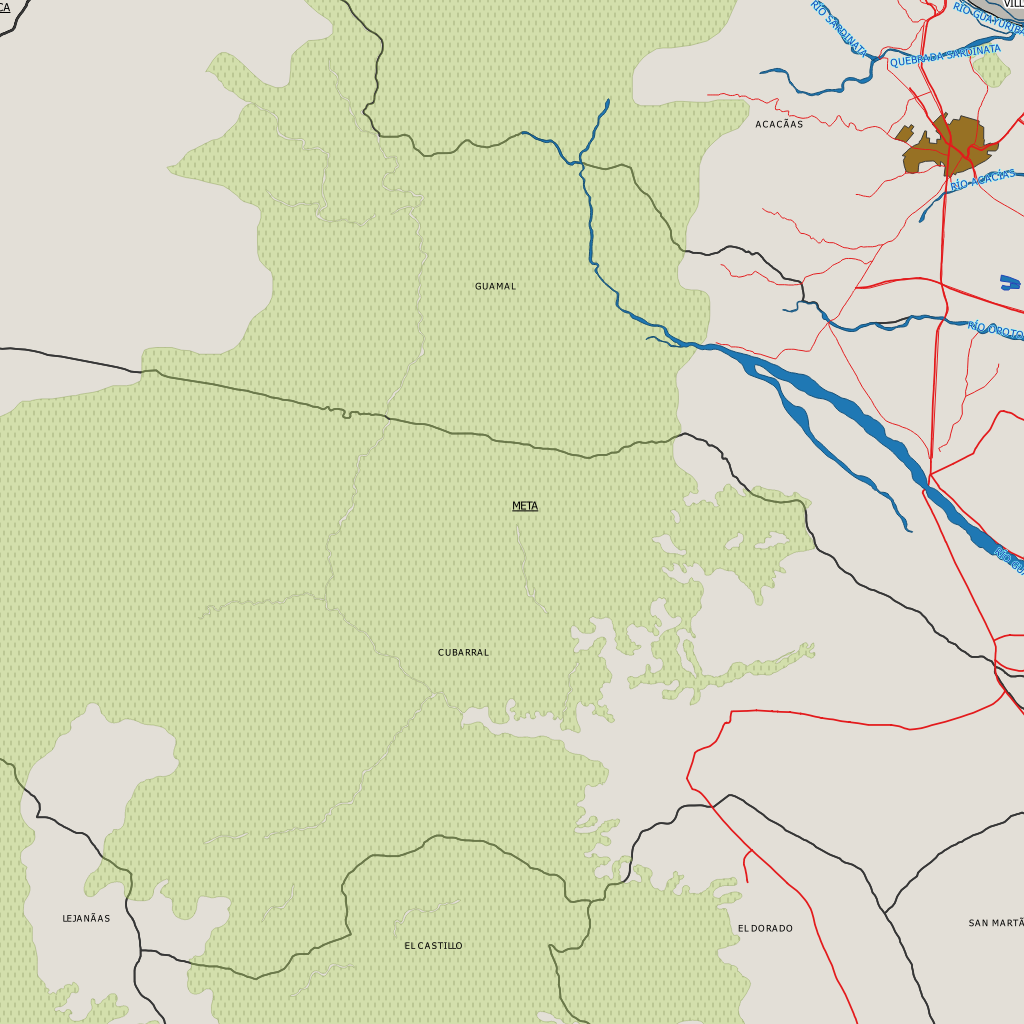 CA
VILL
RÍO SARDINATA
RÍO GUAYURIBA
QUEBRADA SARDINATA
ACACÃAS
RÍO ACACÍAS
GUAMAL
RÍO OROTO
META
RÍO GU
CUBARRAL
LEJANÃAS
EL CASTILLO
EL DORADO
SAN MARTÃ